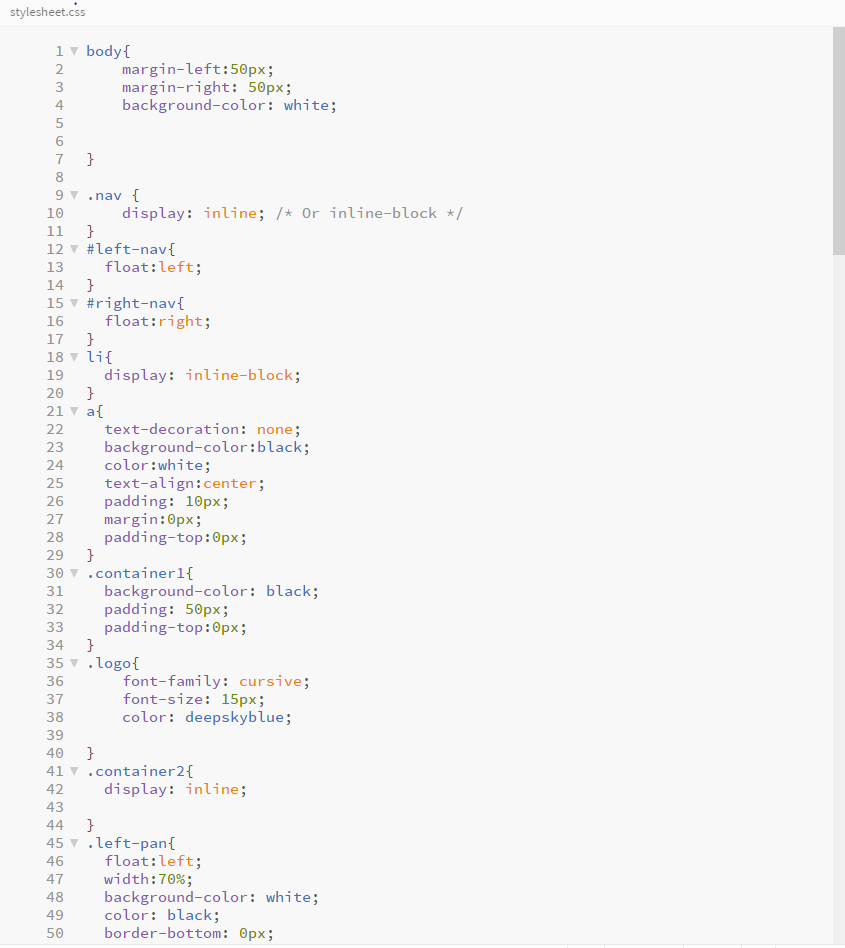 stylesheet.css
1 body{
2     margin-left:50px;
3     margin-right: 50px;
4     background-color: white;
5
6
7 }
8
9 .nav {
10     display: inline; /* Or inline-block */
11 }
12 #left-nav{
13   float:left;
14 }
15 #right-nav{
16   float:right;
17 }
18 li{
19   display: inline-block;
20 }
21 a{
22   text-decoration: none;
23   background-color:black;
24   color:white;
25   text-align:center;
26   padding: 10px;
27   margin:0px;
28   padding-top:0px;
29 }
30 .container1{
31   background-color: black;
32   padding: 50px;
33   padding-top:0px;
34 }
35 .logo{
36     font-family: cursive;
37     font-size: 15px;
38     color: deepskyblue;
39
40 }
41 .container2{
42   display: inline;
43
44 }
45 .left-pan{
46   float:left;
47   width:70%;
48   background-color: white;
49   color: black;
50   border-bottom: 0px;